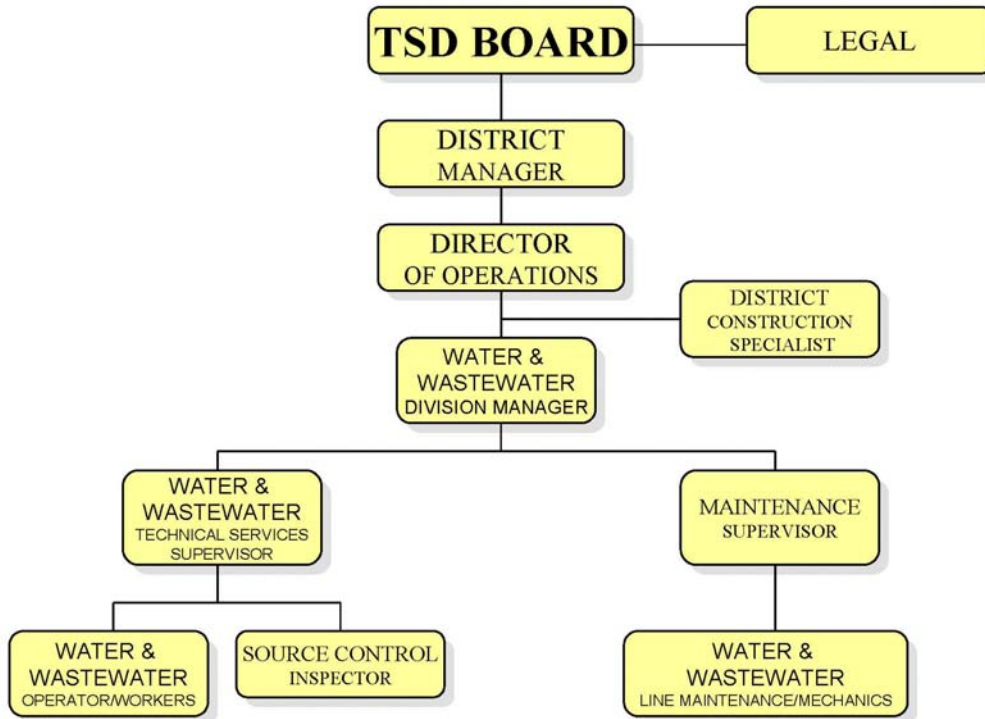 TSD BOARD
LEGAL
DISTRICT
MANAGER
DIRECTOR
OF OPERATIONS
DISTRICT
CONSTRUCTION
SPECIALIST
WATER &
WASTEWATER
DIVISION MANAGER
WATER &
WASTEWATER
TECHNICAL SERVICES
SUPERVISOR
MAINTENANCE
SUPERVISOR
WATER &
WASTEWATER
OPERATOR/WORKERS
SOURCE CONTROL
INSPECTOR
WATER &
WASTEWATER
LINE MAINTENANCE/MECHANICS